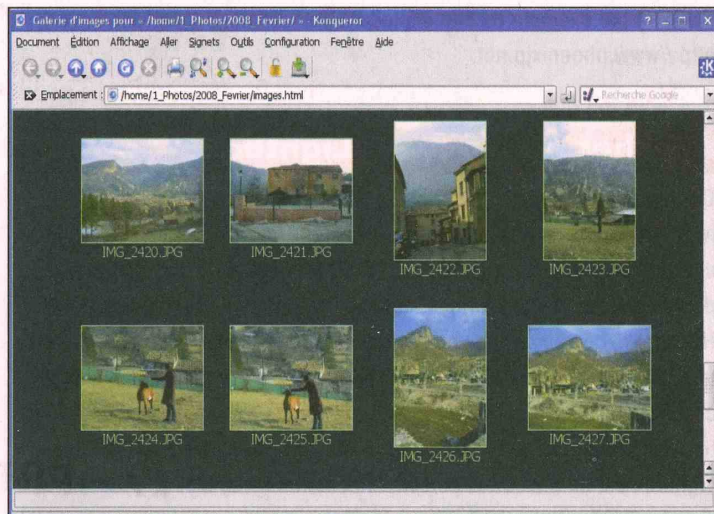 Galerie d'images pour « /home/1_Photos/2008_Fevrier/ » - Konqueror
Document Édition Affichage Aller Signets Outils Configuration Fenêtre Aide
Emplacement : /home/1_Photos/2008_Fevrier/images.html Recherche Google
IMG_2420.JPG IMG_2421.JPG IMG_2422.JPG IMG_2423.JPG
IMG_2424.JPG IMG_2425.JPG IMG_2426.JPG IMG_2427.JPG